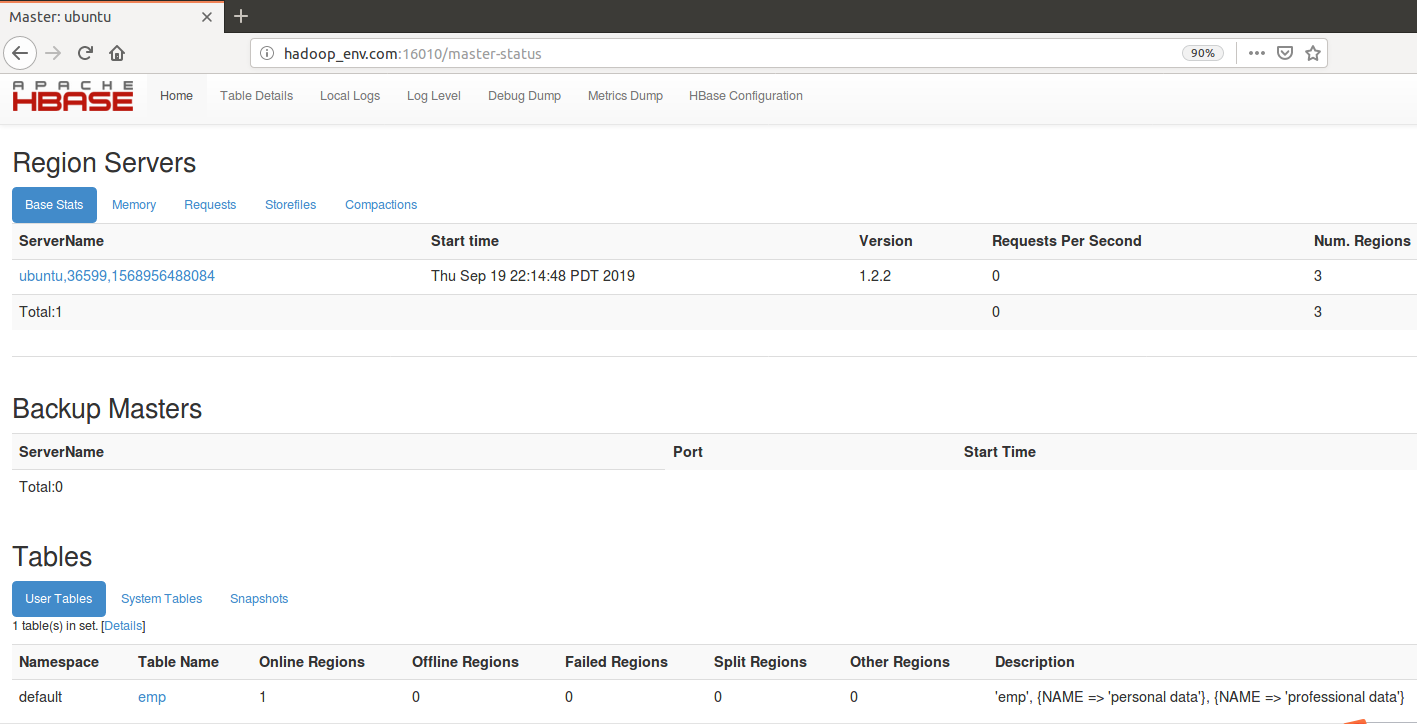 Master: ubuntu
hadoop_env.com:16010/master-status 90%
APACHE
HBASE
Home Table Details Local Logs Log Level Debug Dump Metrics Dump HBase Configuration
Region Servers
Base Stats Memory Requests Storefiles Compactions
ServerName Start time Version Requests Per Second Num. Regions
ubuntu,36599,1568956488084 Thu Sep 19 22:14:48 PDT 2019 1.2.2 0 3
Total:1 0 3
Backup Masters
ServerName Port Start Time
Total:0
Tables
User Tables System Tables Snapshots
1 table(s) in set. [Details]
Namespace Table Name Online Regions Offline Regions Failed Regions Split Regions Other Regions Description
default emp 1 0 0 0 0 'emp', {NAME => 'personal data'}, {NAME => 'professional data'}